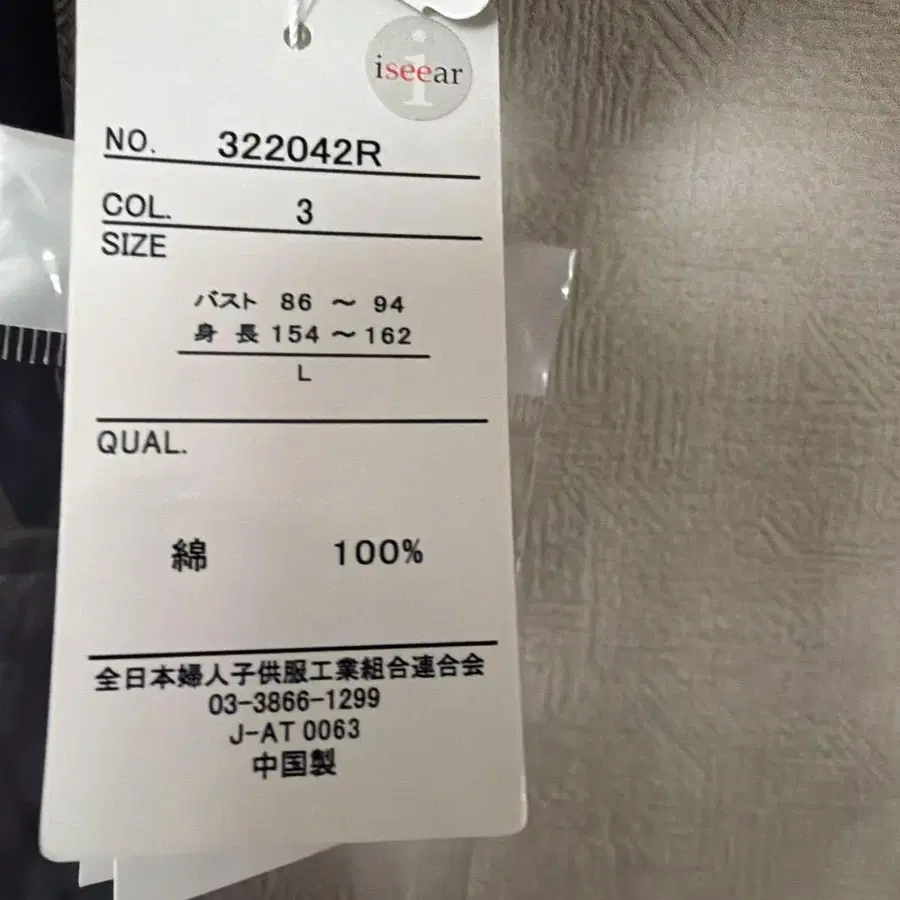 iseear
NO. 322042R
COL. 3
SIZE
バスト 86 ～ 94
身 長 154 ～ 162
L
QUAL.
綿 100%
全日本婦人子供服工業組合連合会
03-3866-1299
J-AT 0063
中国製